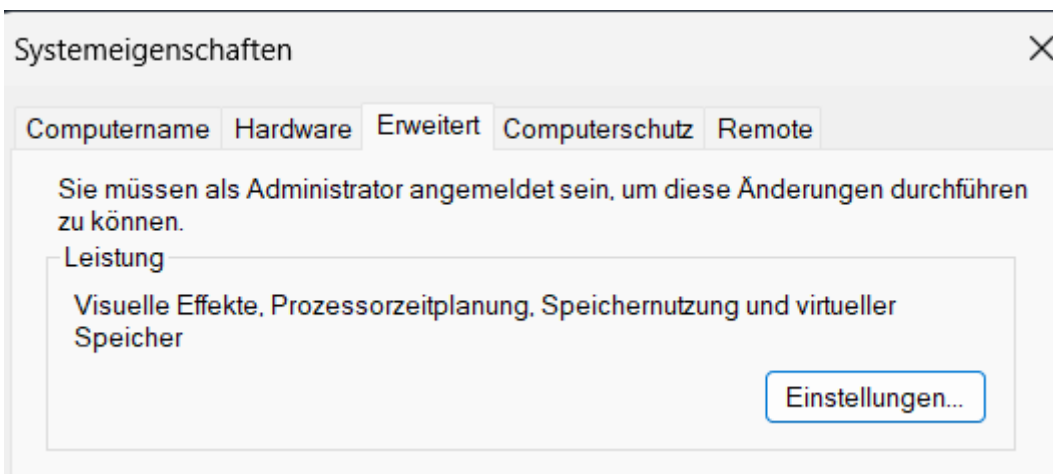 Systemeigenschaften
Computername Hardware Erweitert Computerschutz Remote
Sie müssen als Administrator angemeldet sein, um diese Änderungen durchführen
zu können.
Leistung
Visuelle Effekte, Prozessorzeitplanung, Speichernutzung und virtueller
Speicher
Einstellungen...